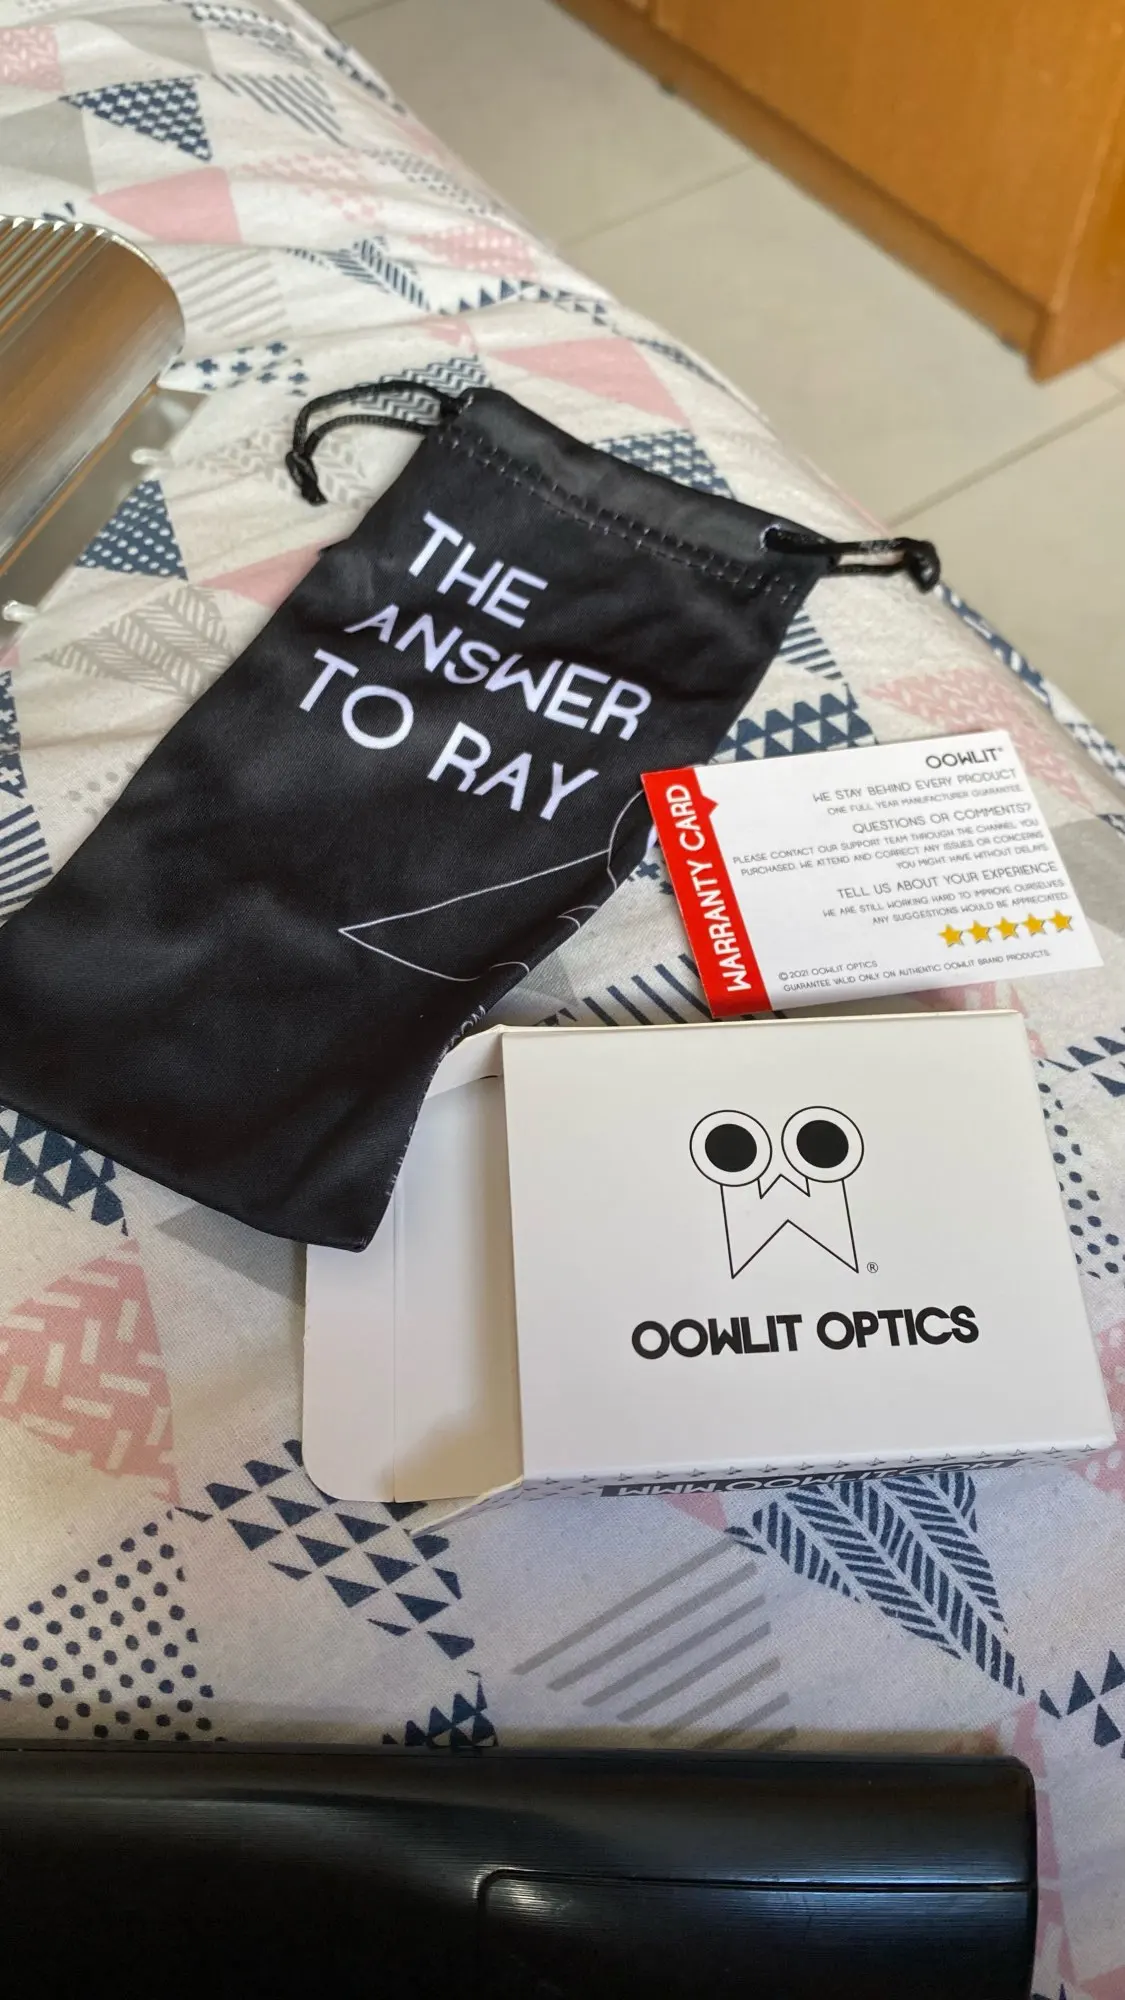 THE
ANSWER
TO RAY
WARRANTY CARD
OOWLIT®
WE STAY BEHIND EVERY PRODUCT
ONE FULL YEAR MANUFACTURER GUARANTEE.
QUESTIONS OR COMMENTS?
PLEASE CONTACT OUR SUPPORT TEAM THROUGH THE CHANNEL YOU
PURCHASED. WE ATTEND AND CORRECT ANY ISSUES OR CONCERNS
YOU MIGHT HAVE WITHOUT DELAYS.
TELL US ABOUT YOUR EXPERIENCE
WE ARE STILL WORKING HARD TO IMPROVE OURSELVES.
ANY SUGGESTIONS WOULD BE APPRECIATED.
© 2021 OOWLIT OPTICS
GUARANTEE VALID ONLY ON AUTHENTIC OOWLIT BRAND PRODUCTS.
®
OOWLIT OPTICS
WWW.OOWLIT.COM